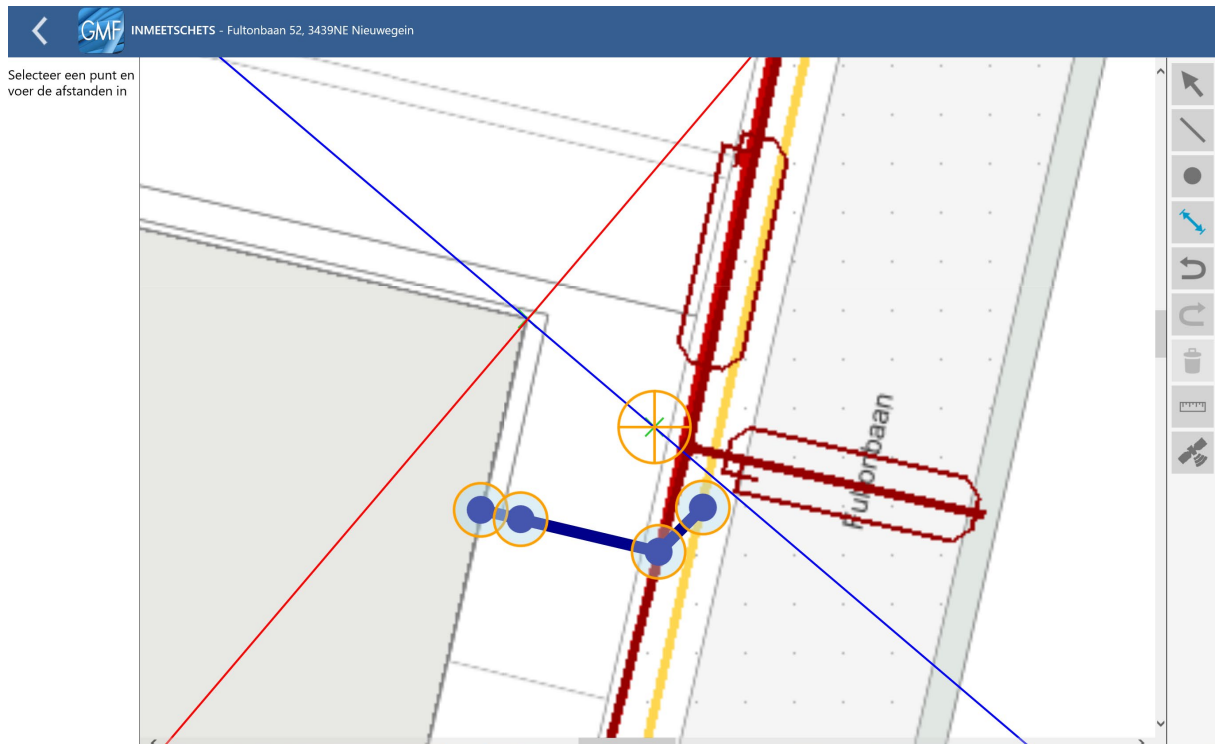 GMF INMEETSCHETS - Fultonbaan 52, 3439NE Nieuwegein
Selecteer een punt en
voer de afstanden in
Fultonbaan